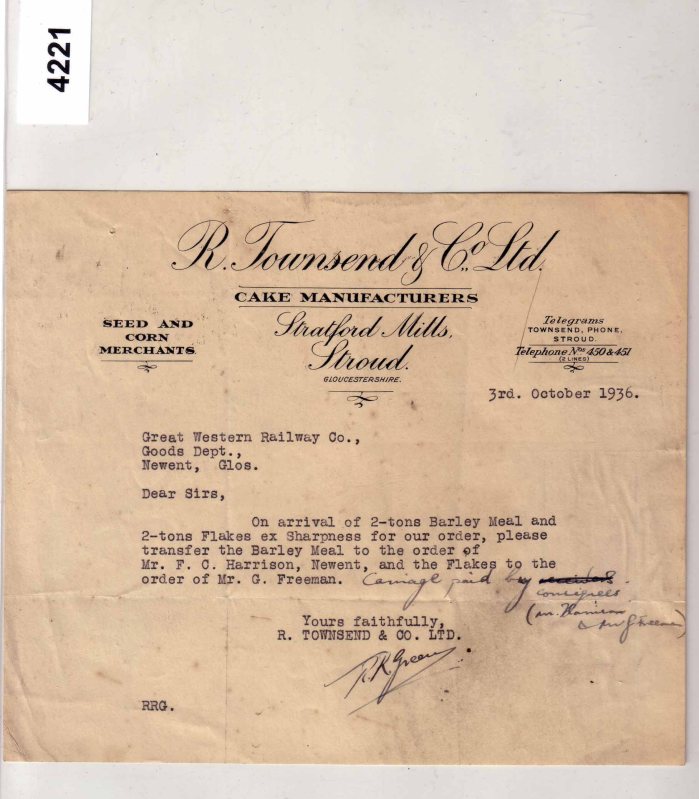 4221
R. Townsend & Co. Ltd.
CAKE MANUFACTURERS
SEED AND
CORN
MERCHANTS.
Stratford Mills,
Stroud.
GLOUCESTERSHIRE.
Telegrams
TOWNSEND, PHONE,
STROUD.
Telephone Nos 450 & 451
(2 LINES)
3rd. October 1936.
Great Western Railway Co.,
Goods Dept.,
Newent, Glos.
Dear Sirs,
On arrival of 2-tons Barley Meal and
2-tons Flakes ex Sharpness for our order, please
transfer the Barley Meal to the order of
Mr. F. C. Harrison, Newent, and the Flakes to the
order of Mr. G. Freeman. Carriage paid by
consignees
(Mr. Harrison
& Mr G Freeman)
Yours faithfully,
R. TOWNSEND & CO. LTD.
R. R. Green
RRG.